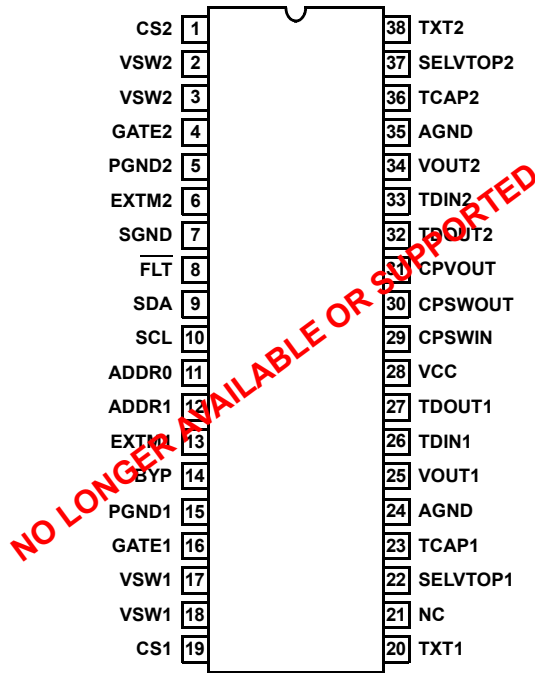 CS2 1 38 TXT2
VSW2 2 37 SELVTOP2
VSW2 3 36 TCAP2
GATE2 4 35 AGND
PGND2 5 34 VOUT2
EXTM2 6 33 TDIN2
SGND 7 32 TDOUT2
FLT 8 31 CPVOUT
SDA 9 30 CPSWOUT
SCL 10 29 CPSWIN
ADDR0 11 28 VCC
ADDR1 12 27 TDOUT1
EXTM1 13 26 TDIN1
BYP 14 25 VOUT1
PGND1 15 24 AGND
GATE1 16 23 TCAP1
VSW1 17 22 SELVTOP1
VSW1 18 21 NC
CS1 19 20 TXT1
NO LONGER AVAILABLE OR SUPPORTED